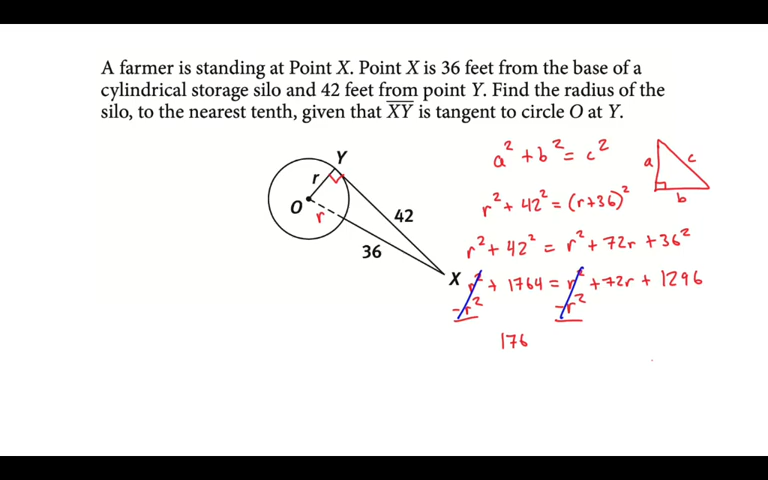 A farmer is standing at Point X. Point X is 36 feet from the base of a
cylindrical storage silo and 42 feet from point Y. Find the radius of the
silo, to the nearest tenth, given that X̅Y̅ is tangent to circle O at Y.
a² + b² = c²
a
c
b
Y
r
O
r
42
36
X
r² + 42² = (r+36)²
r² + 42² = r² + 72r + 36²
r² + 1764 = r² + 72r + 1296
-r² -r²
176